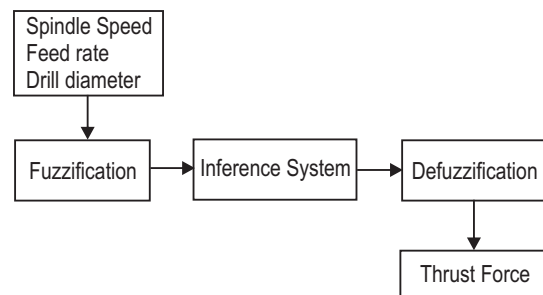 Spindle Speed
Feed rate
Drill diameter
Fuzzification
Inference System
Defuzzification
Thrust Force